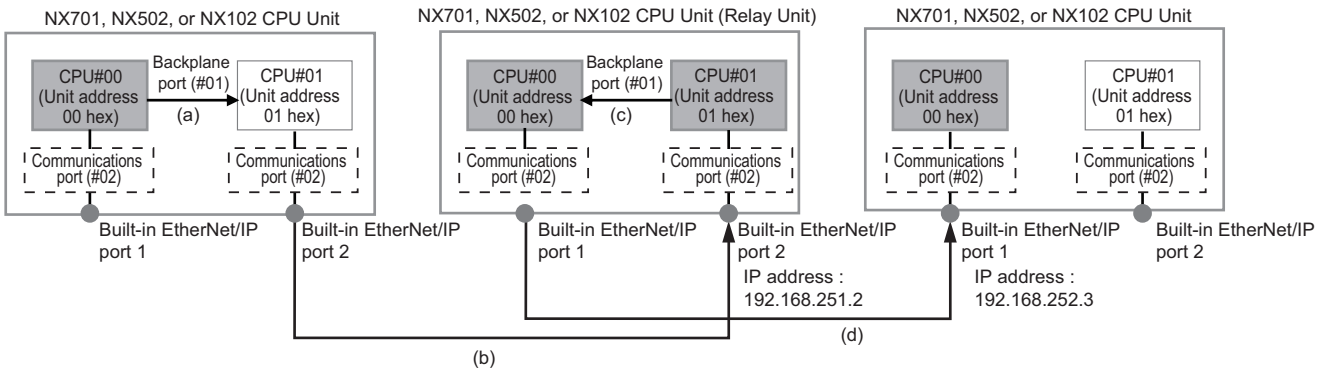 NX701, NX502, or NX102 CPU Unit
CPU#00
(Unit address
00 hex)
Backplane
port (#01)
(a)
CPU#01
(Unit address
01 hex)
Communications
port (#02)
Communications
port (#02)
Built-in EtherNet/IP
port 1
Built-in EtherNet/IP
port 2
NX701, NX502, or NX102 CPU Unit (Relay Unit)
CPU#00
(Unit address
00 hex)
Backplane
port (#01)
(c)
CPU#01
(Unit address
01 hex)
Communications
port (#02)
Communications
port (#02)
Built-in EtherNet/IP
port 1
Built-in EtherNet/IP
port 2
IP address :
192.168.251.2
NX701, NX502, or NX102 CPU Unit
CPU#00
(Unit address
00 hex)
CPU#01
(Unit address
01 hex)
Communications
port (#02)
Communications
port (#02)
Built-in EtherNet/IP
port 1
IP address :
192.168.252.3
Built-in EtherNet/IP
port 2
(d)
(b)